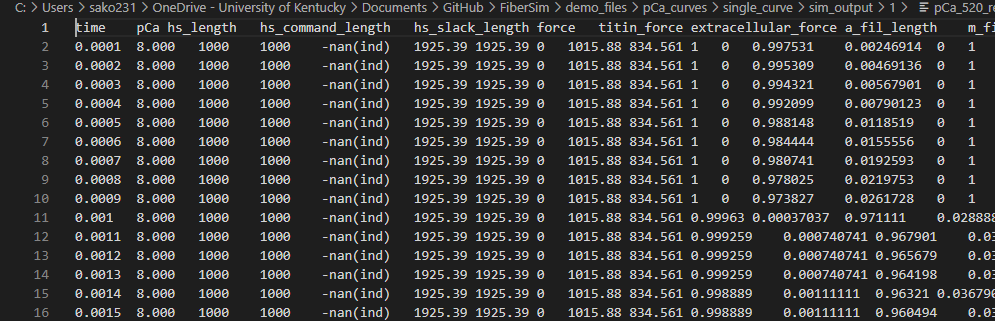 C: > Users > sako231 > OneDrive - University of Kentucky > Documents > GitHub > FiberSim > demo_files > pCa_curves > single_curve > sim_output > 1 > pCa_520_re
1 time pCa hs_length hs_command_length hs_slack_length force titin_force extracellular_force a_fil_length m_fi
2 0.0001 8.000 1000 1000 -nan(ind) 1925.39 1925.39 0 1015.88 834.561 1 0 0.997531 0.00246914 0 1
3 0.0002 8.000 1000 1000 -nan(ind) 1925.39 1925.39 0 1015.88 834.561 1 0 0.995309 0.00469136 0 1
4 0.0003 8.000 1000 1000 -nan(ind) 1925.39 1925.39 0 1015.88 834.561 1 0 0.994321 0.00567901 0 1
5 0.0004 8.000 1000 1000 -nan(ind) 1925.39 1925.39 0 1015.88 834.561 1 0 0.992099 0.00790123 0 1
6 0.0005 8.000 1000 1000 -nan(ind) 1925.39 1925.39 0 1015.88 834.561 1 0 0.988148 0.0118519 0 1
7 0.0006 8.000 1000 1000 -nan(ind) 1925.39 1925.39 0 1015.88 834.561 1 0 0.984444 0.0155556 0 1
8 0.0007 8.000 1000 1000 -nan(ind) 1925.39 1925.39 0 1015.88 834.561 1 0 0.980741 0.0192593 0 1
9 0.0008 8.000 1000 1000 -nan(ind) 1925.39 1925.39 0 1015.88 834.561 1 0 0.978025 0.0219753 0 1
10 0.0009 8.000 1000 1000 -nan(ind) 1925.39 1925.39 0 1015.88 834.561 1 0 0.973827 0.0261728 0 1
11 0.001 8.000 1000 1000 -nan(ind) 1925.39 1925.39 0 1015.88 834.561 0.99963 0.00037037 0.971111 0.028888
12 0.0011 8.000 1000 1000 -nan(ind) 1925.39 1925.39 0 1015.88 834.561 0.999259 0.000740741 0.967901 0.03
13 0.0012 8.000 1000 1000 -nan(ind) 1925.39 1925.39 0 1015.88 834.561 0.999259 0.000740741 0.965679 0.03
14 0.0013 8.000 1000 1000 -nan(ind) 1925.39 1925.39 0 1015.88 834.561 0.999259 0.000740741 0.964198 0.03
15 0.0014 8.000 1000 1000 -nan(ind) 1925.39 1925.39 0 1015.88 834.561 0.998889 0.00111111 0.96321 0.036790
16 0.0015 8.000 1000 1000 -nan(ind) 1925.39 1925.39 0 1015.88 834.561 0.998889 0.00111111 0.960494 0.03